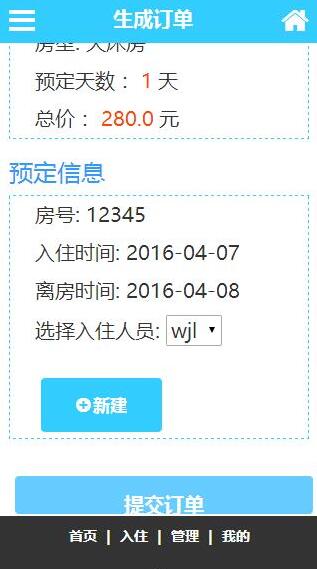 生成订单
房型: 大床房
预定天数： 1 天
总价： 280.0 元
预定信息
房号: 12345
入住时间: 2016-04-07
离房时间: 2016-04-08
选择入住人员: wjl
新建
提交订单
首页 | 入住 | 管理 | 我的